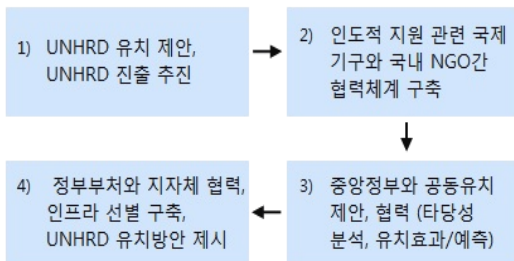 1) UNHRD 유치 제안,
UNHRD 진출 추진
2) 인도적 지원 관련 국제
기구와 국내 NGO간
협력체계 구축
3) 중앙정부와 공동유치
제안, 협력 (타당성
분석, 유치효과/예측)
4) 정부부처와 지자체 협력,
인프라 선별 구축,
UNHRD 유치방안 제시